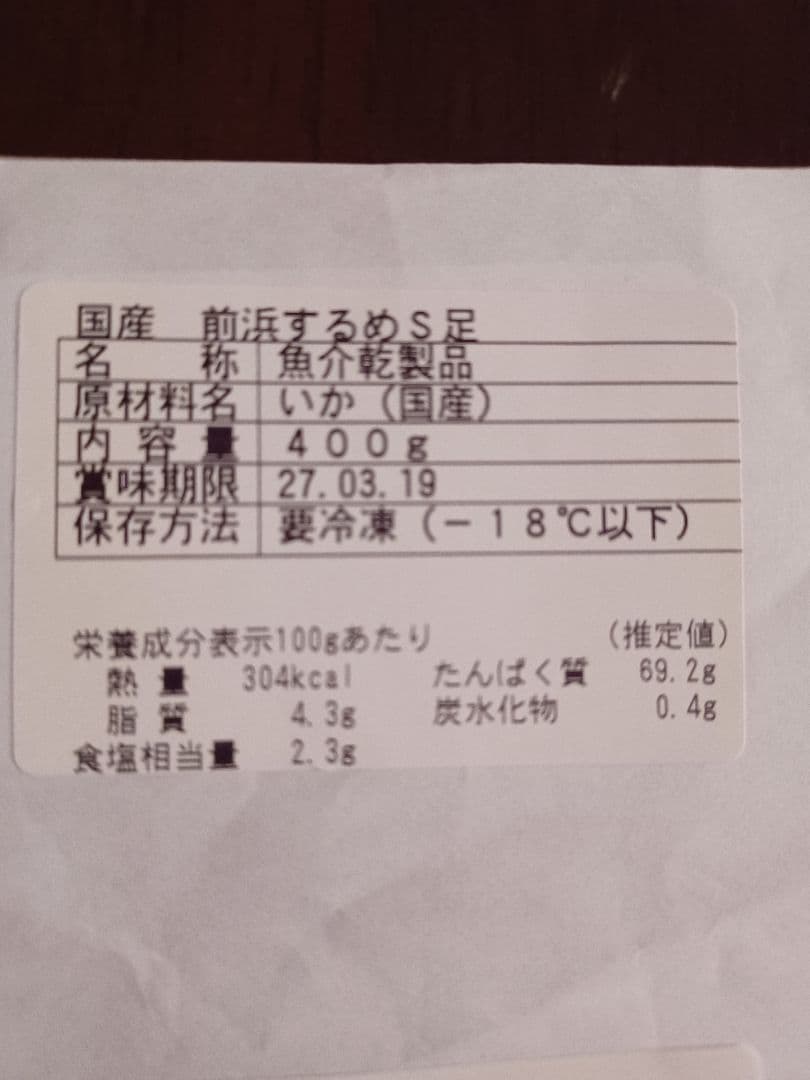 国産　前浜するめＳ足
名　称　魚介乾製品
原材料名　いか（国産）
内容量　４００ｇ
賞味期限　27.03.19
保存方法　要冷凍（－１８℃以下）
栄養成分表示100gあたり　（推定値）
熱量　304kcal　たんぱく質　69.2g
脂質　4.3g　炭水化物　0.4g
食塩相当量　2.3g